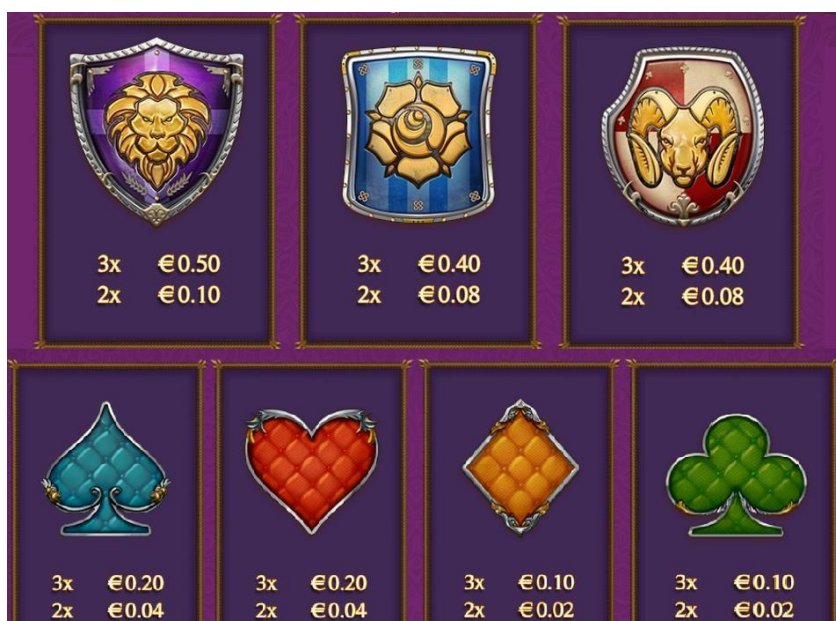 3x €0.50
2x €0.10
3x €0.40
2x €0.08
3x €0.40
2x €0.08
3x €0.20
2x €0.04
3x €0.20
2x €0.04
3x €0.10
2x €0.02
3x €0.10
2x €0.02